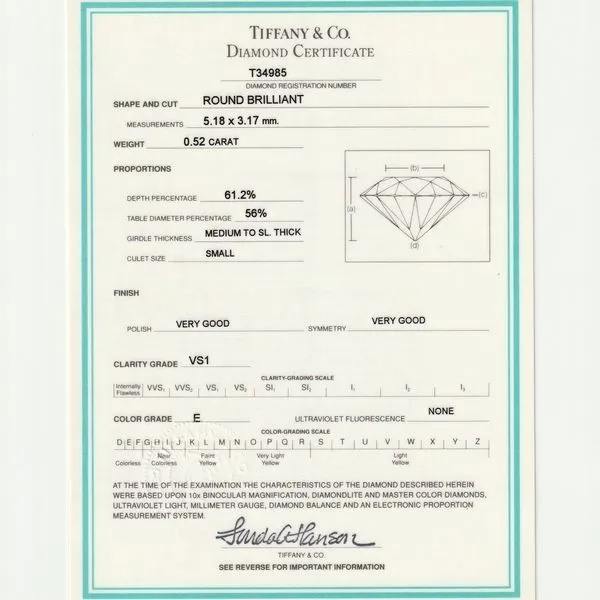 TIFFANY & CO.
DIAMOND CERTIFICATE
T34985
DIAMOND REGISTRATION NUMBER
SHAPE AND CUT ROUND BRILLIANT
MEASUREMENTS 5.18 x 3.17 mm.
WEIGHT 0.52 CARAT
PROPORTIONS
(b)
(c)
(a)
(d)
DEPTH PERCENTAGE 61.2%
TABLE DIAMETER PERCENTAGE 56%
GIRDLE THICKNESS MEDIUM TO SL. THICK
CULET SIZE SMALL
FINISH
POLISH VERY GOOD SYMMETRY VERY GOOD
CLARITY GRADE VS1
CLARITY-GRADING SCALE
Internally Flawless VVS1 VVS2 VS1 VS2 SI1 SI2 I1 I2 I3
COLOR GRADE E ULTRAVIOLET FLUORESCENCE NONE
COLOR-GRADING SCALE
D E F G H I J K L M N O P Q R S T U V W X Y Z
Colorless Near Colorless Faint Yellow Very Light Yellow Light Yellow
AT THE TIME OF THE EXAMINATION THE CHARACTERISTICS OF THE DIAMOND DESCRIBED HEREIN
WERE BASED UPON 10x BINOCULAR MAGNIFICATION, DIAMONDLITE AND MASTER COLOR DIAMONDS,
ULTRAVIOLET LIGHT, MILLIMETER GAUGE, DIAMOND BALANCE AND AN ELECTRONIC PROPORTION
MEASUREMENT SYSTEM.
TIFFANY & CO.
SEE REVERSE FOR IMPORTANT INFORMATION